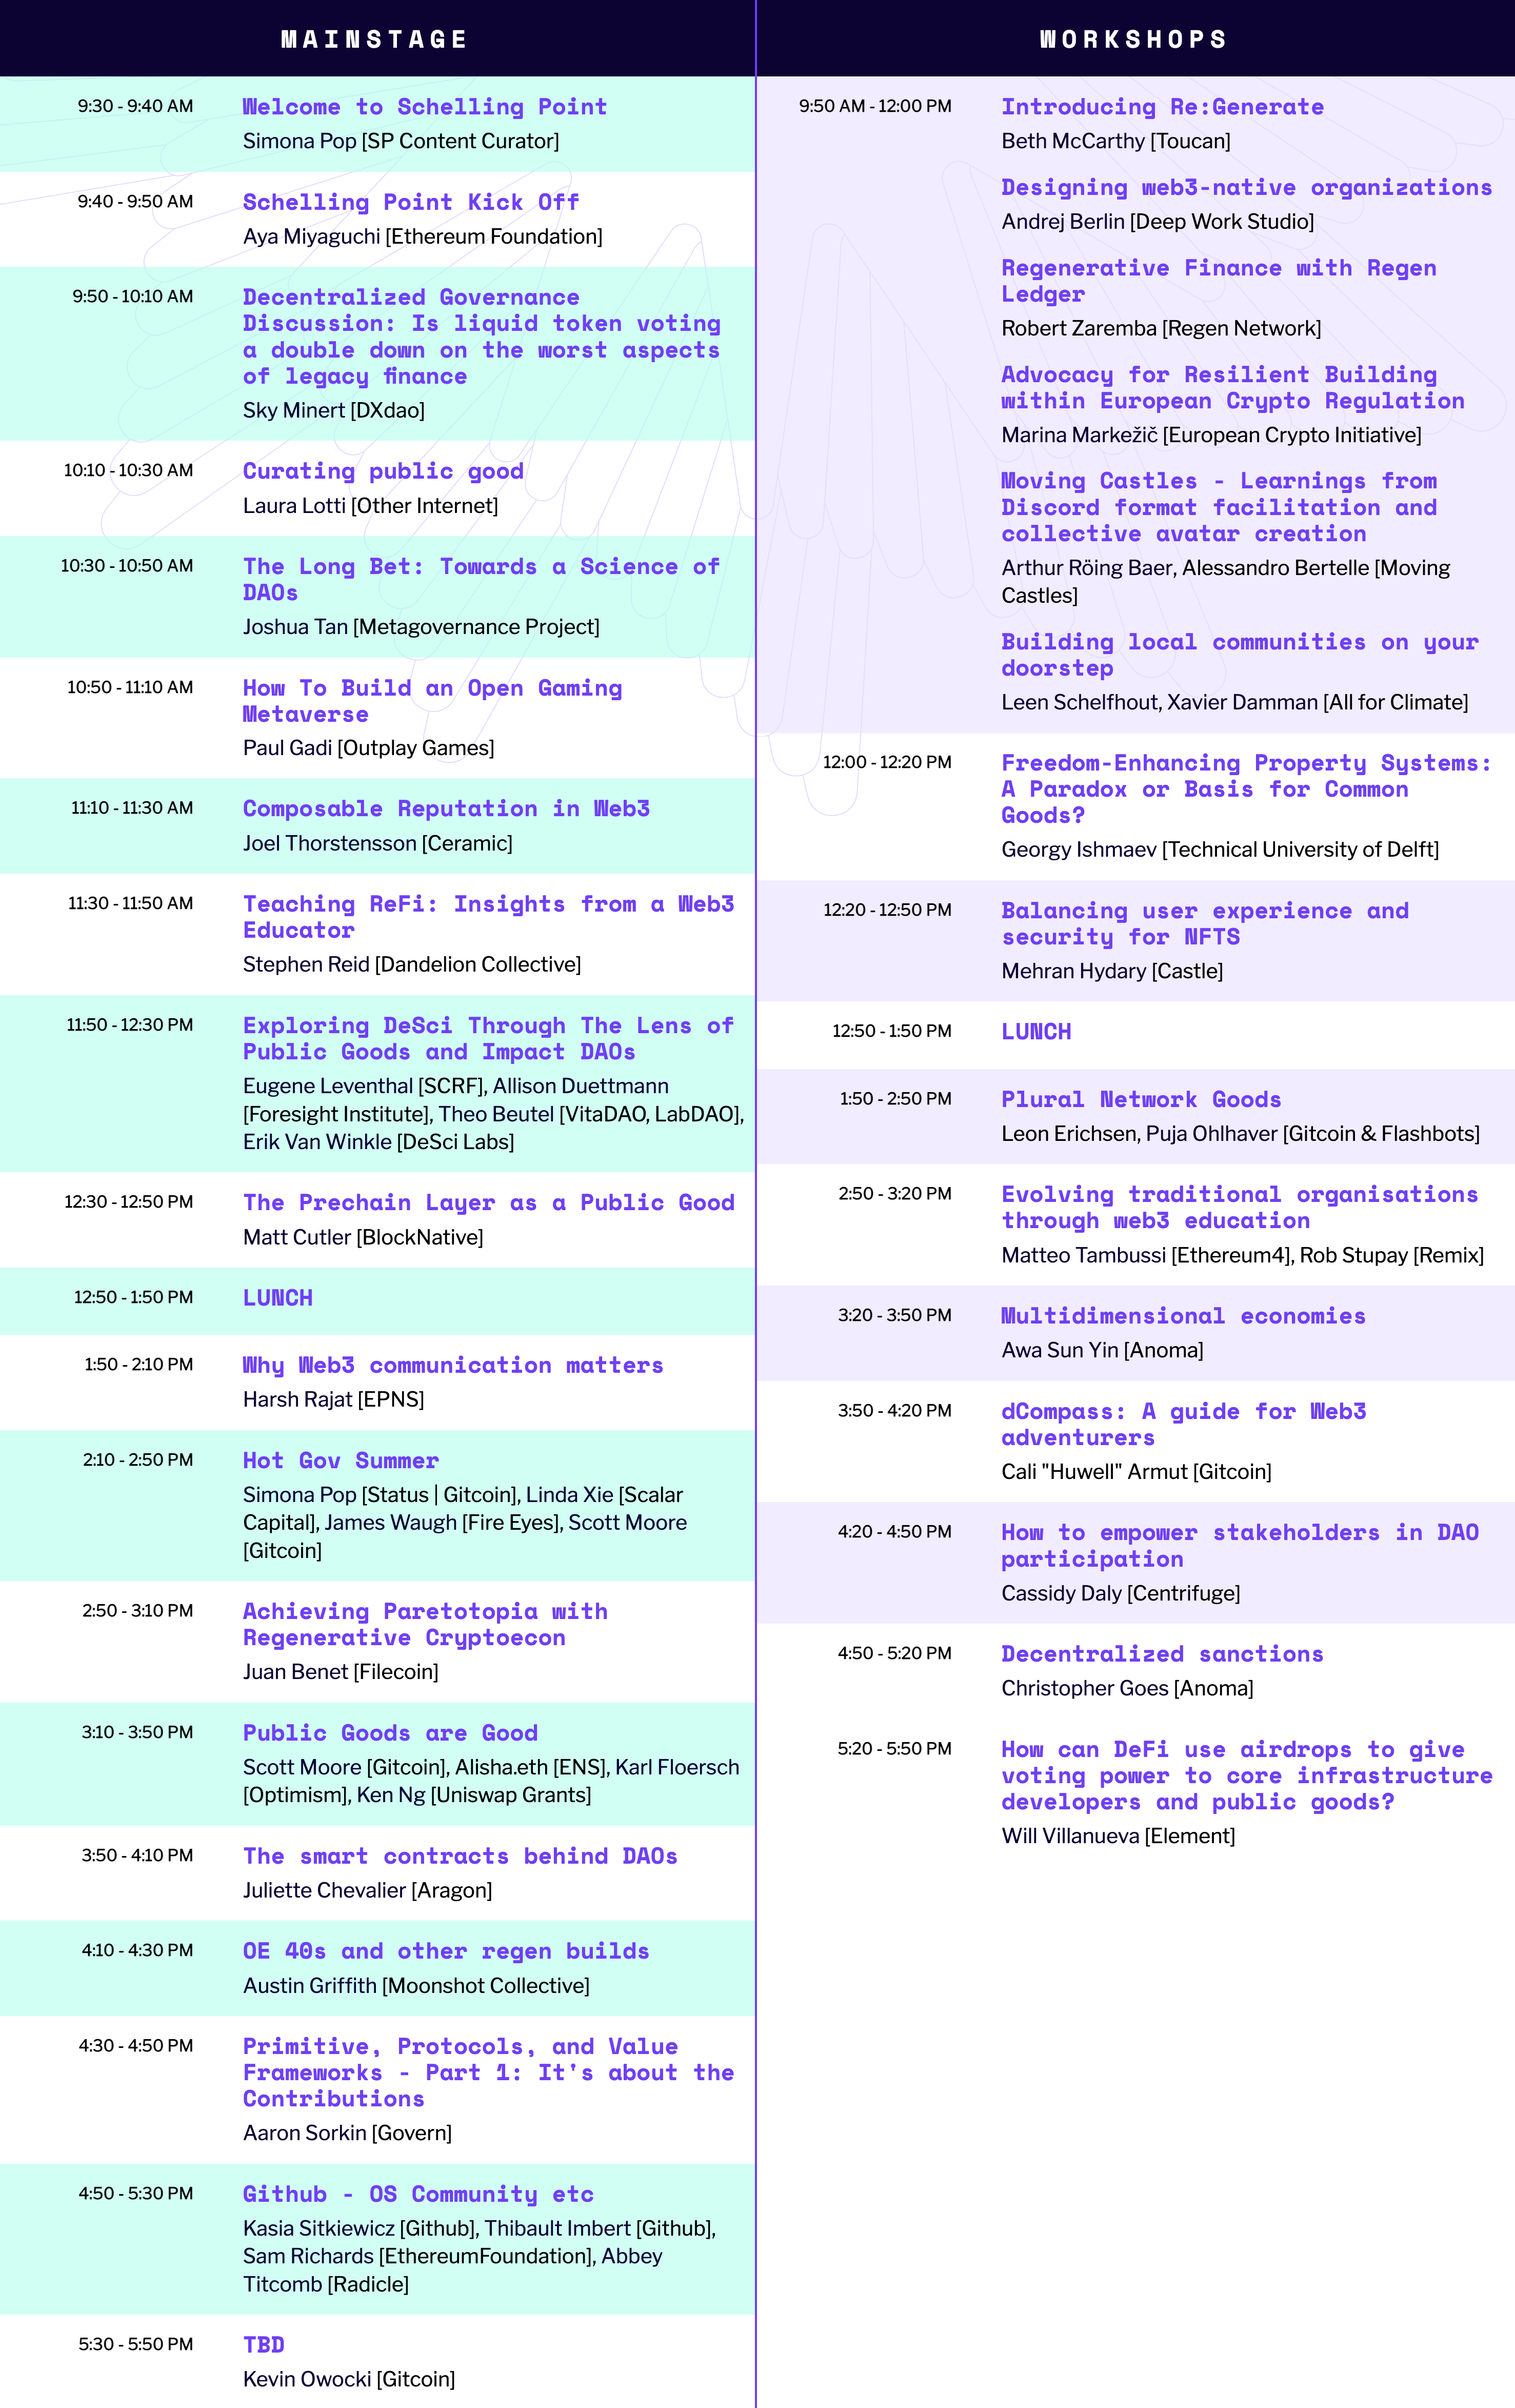 MAINSTAGE
9:30 - 9:40 AM
Welcome to Schelling Point
Simona Pop [SP Content Curator]
9:40 - 9:50 AM
Schelling Point Kick Off
Aya Miyaguchi [Ethereum Foundation]
9:50 - 10:10 AM
Decentralized Governance
Discussion: Is liquid token voting
a double down on the worst aspects
of legacy finance
Sky Minert [DXdao]
10:10 - 10:30 AM
Curating public good
Laura Lotti [Other Internet]
10:30 - 10:50 AM
The Long Bet: Towards a Science of
DAOs
Joshua Tan [Metagovernance Project]
10:50 - 11:10 AM
How To Build an Open Gaming
Metaverse
Paul Gadi [Outplay Games]
11:10 - 11:30 AM
Composable Reputation in Web3
Joel Thorstensson [Ceramic]
11:30 - 11:50 AM
Teaching ReFi: Insights from a Web3
Educator
Stephen Reid [Dandelion Collective]
11:50 - 12:30 PM
Exploring DeSci Through The Lens of
Public Goods and Impact DAOs
Eugene Leventhal [SCRF], Allison Duettmann
[Foresight Institute], Theo Beutel [VitaDAO, LabDAO],
Erik Van Winkle [DeSci Labs]
12:30 - 12:50 PM
The Prechain Layer as a Public Good
Matt Cutler [BlockNative]
12:50 - 1:50 PM
LUNCH
1:50 - 2:10 PM
Why Web3 communication matters
Harsh Rajat [EPNS]
2:10 - 2:50 PM
Hot Gov Summer
Simona Pop [Status | Gitcoin], Linda Xie [Scalar
Capital], James Waugh [Fire Eyes], Scott Moore
[Gitcoin]
2:50 - 3:10 PM
Achieving Paretotopia with
Regenerative Cryptoecon
Juan Benet [Filecoin]
3:10 - 3:50 PM
Public Goods are Good
Scott Moore [Gitcoin], Alisha.eth [ENS], Karl Floersch
[Optimism], Ken Ng [Uniswap Grants]
3:50 - 4:10 PM
The smart contracts behind DAOs
Juliette Chevalier [Aragon]
4:10 - 4:30 PM
OE 40s and other regen builds
Austin Griffith [Moonshot Collective]
4:30 - 4:50 PM
Primitive, Protocols, and Value
Frameworks - Part 1: It's about the
Contributions
Aaron Sorkin [Govern]
4:50 - 5:30 PM
Github - OS Community etc
Kasia Sitkiewicz [Github], Thibault Imbert [Github],
Sam Richards [EthereumFoundation], Abbey
Titcomb [Radicle]
5:30 - 5:50 PM
TBD
Kevin Owocki [Gitcoin]
WORKSHOPS
9:50 AM - 12:00 PM
Introducing Re:Generate
Beth McCarthy [Toucan]
Designing web3-native organizations
Andrej Berlin [Deep Work Studio]
Regenerative Finance with Regen
Ledger
Robert Zaremba [Regen Network]
Advocacy for Resilient Building
within European Crypto Regulation
Marina Markežič [European Crypto Initiative]
Moving Castles - Learnings from
Discord format facilitation and
collective avatar creation
Arthur Röing Baer, Alessandro Bertelle [Moving
Castles]
Building local communities on your
doorstep
Leen Schelfhout, Xavier Damman [All for Climate]
12:00 - 12:20 PM
Freedom-Enhancing Property Systems:
A Paradox or Basis for Common
Goods?
Georgy Ishmaev [Technical University of Delft]
12:20 - 12:50 PM
Balancing user experience and
security for NFTS
Mehran Hydary [Castle]
12:50 - 1:50 PM
LUNCH
1:50 - 2:50 PM
Plural Network Goods
Leon Erichsen, Puja Ohlhaver [Gitcoin & Flashbots]
2:50 - 3:20 PM
Evolving traditional organisations
through web3 education
Matteo Tambussi [Ethereum4], Rob Stupay [Remix]
3:20 - 3:50 PM
Multidimensional economies
Awa Sun Yin [Anoma]
3:50 - 4:20 PM
dCompass: A guide for Web3
adventurers
Cali "Huwell" Armut [Gitcoin]
4:20 - 4:50 PM
How to empower stakeholders in DAO
participation
Cassidy Daly [Centrifuge]
4:50 - 5:20 PM
Decentralized sanctions
Christopher Goes [Anoma]
5:20 - 5:50 PM
How can DeFi use airdrops to give
voting power to core infrastructure
developers and public goods?
Will Villanueva [Element]